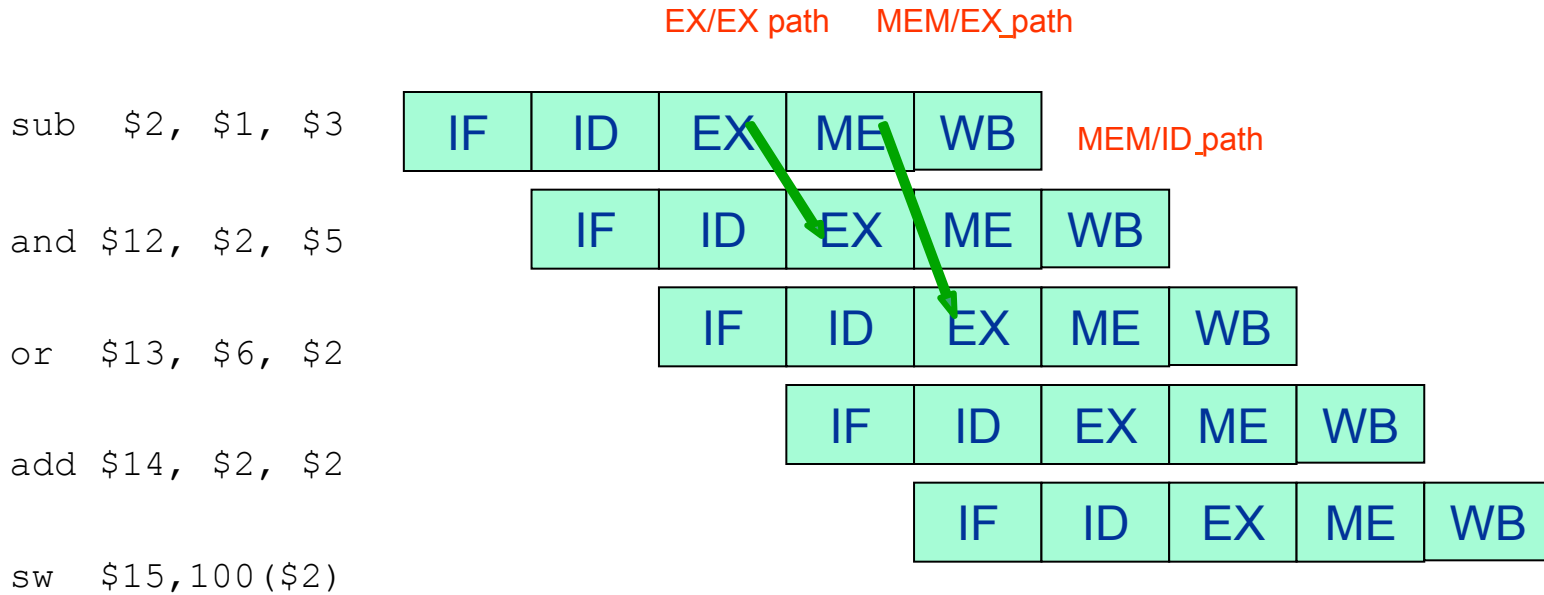 EX/EX path MEM/EX path
sub $2, $1, $3 IF ID EX ME WB MEM/ID path
and $12, $2, $5 IF ID EX ME WB
or $13, $6, $2 IF ID EX ME WB
add $14, $2, $2 IF ID EX ME WB
sw $15,100($2) IF ID EX ME WB